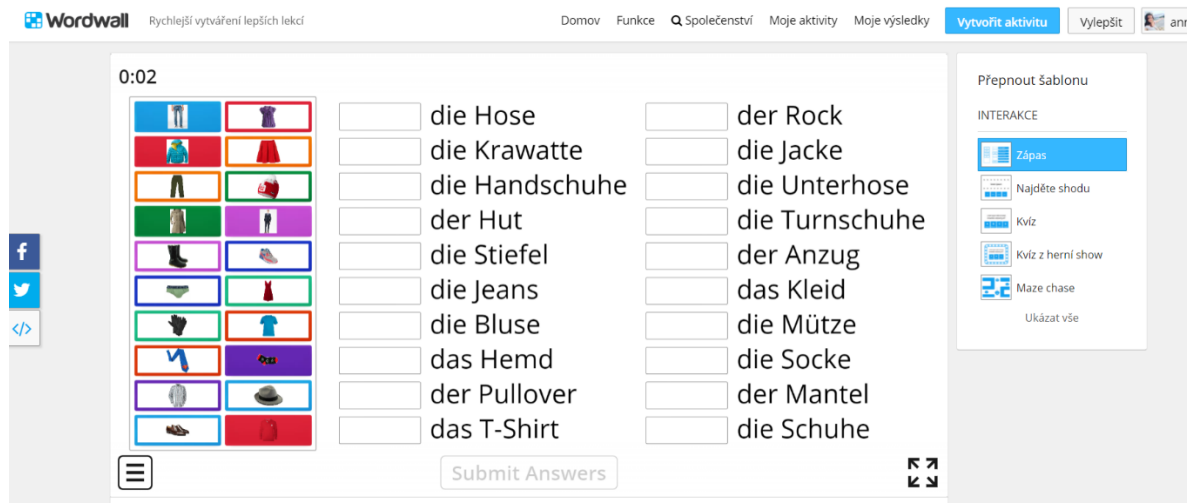 Wordwall Rychlejší vytváření lepších lekcí Domov Funkce Společenství Moje aktivity Moje výsledky Vytvořit aktivitu Vylepšit
0:02
die Hose
die Krawatte
die Handschuhe
der Hut
die Stiefel
die Jeans
die Bluse
das Hemd
der Pullover
das T-Shirt
der Rock
die Jacke
die Unterhose
die Turnschuhe
der Anzug
das Kleid
die Mütze
die Socke
der Mantel
die Schuhe
Submit Answers
Přepnout šablonu
INTERAKCE
Zápas
Najděte shodu
Kvíz
Kvíz z herní show
Maze chase
Ukázat vše